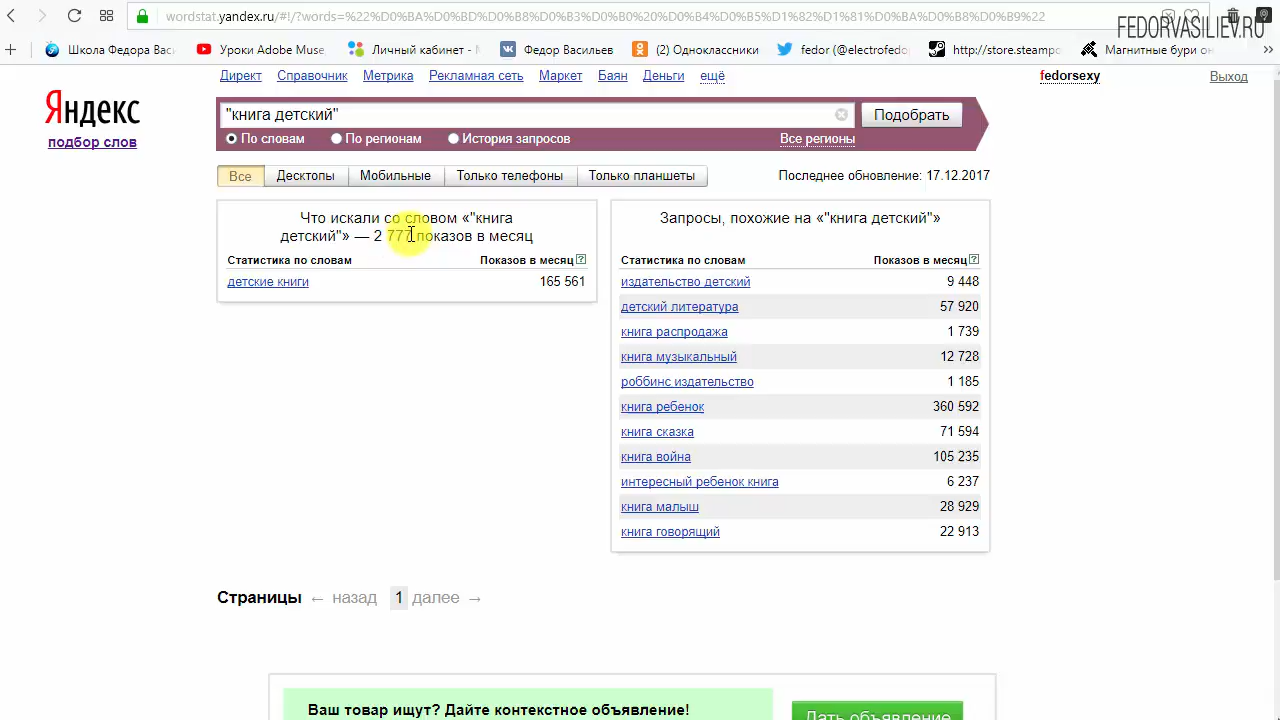 wordstat.yandex.ru/#!/?words=%22%D0%BA%D0%BD%D0%B8%D0%B3%D0%B0%20%D0%B4%D0%B5%D1%82%D1%81%D0%BA%D0%B8%D0%B9%22
FEDORVASILIEV.RU
Школа Федора Вас
Уроки Adobe Muse,
Личный кабинет -
Федор Васильев
(2) Одноклассники
fedor (@electrofed
http://store.steampo
Магнитные бури он
Директ Справочник Метрика Рекламная сеть Маркет Баян Деньги ещё
fedorsexy
Выход
Яндекс
подбор слов
"книга детский"
Подобрать
По словам По регионам История запросов Все регионы
Все Десктопы Мобильные Только телефоны Только планшеты Последнее обновление: 17.12.2017
Что искали со словом «"книга
детский"» — 2 777 показов в месяц
Статистика по словам Показов в месяц ?
детские книги 165 561
Запросы, похожие на «"книга детский"»
Статистика по словам Показов в месяц ?
издательство детский 9 448
детский литература 57 920
книга распродажа 1 739
книга музыкальный 12 728
роббинс издательство 1 185
книга ребенок 360 592
книга сказка 71 594
книга война 105 235
интересный ребенок книга 6 237
книга малыш 28 929
книга говорящий 22 913
Страницы ← назад 1 далее →
Ваш товар ищут? Дайте контекстное объявление!
Дать объявление